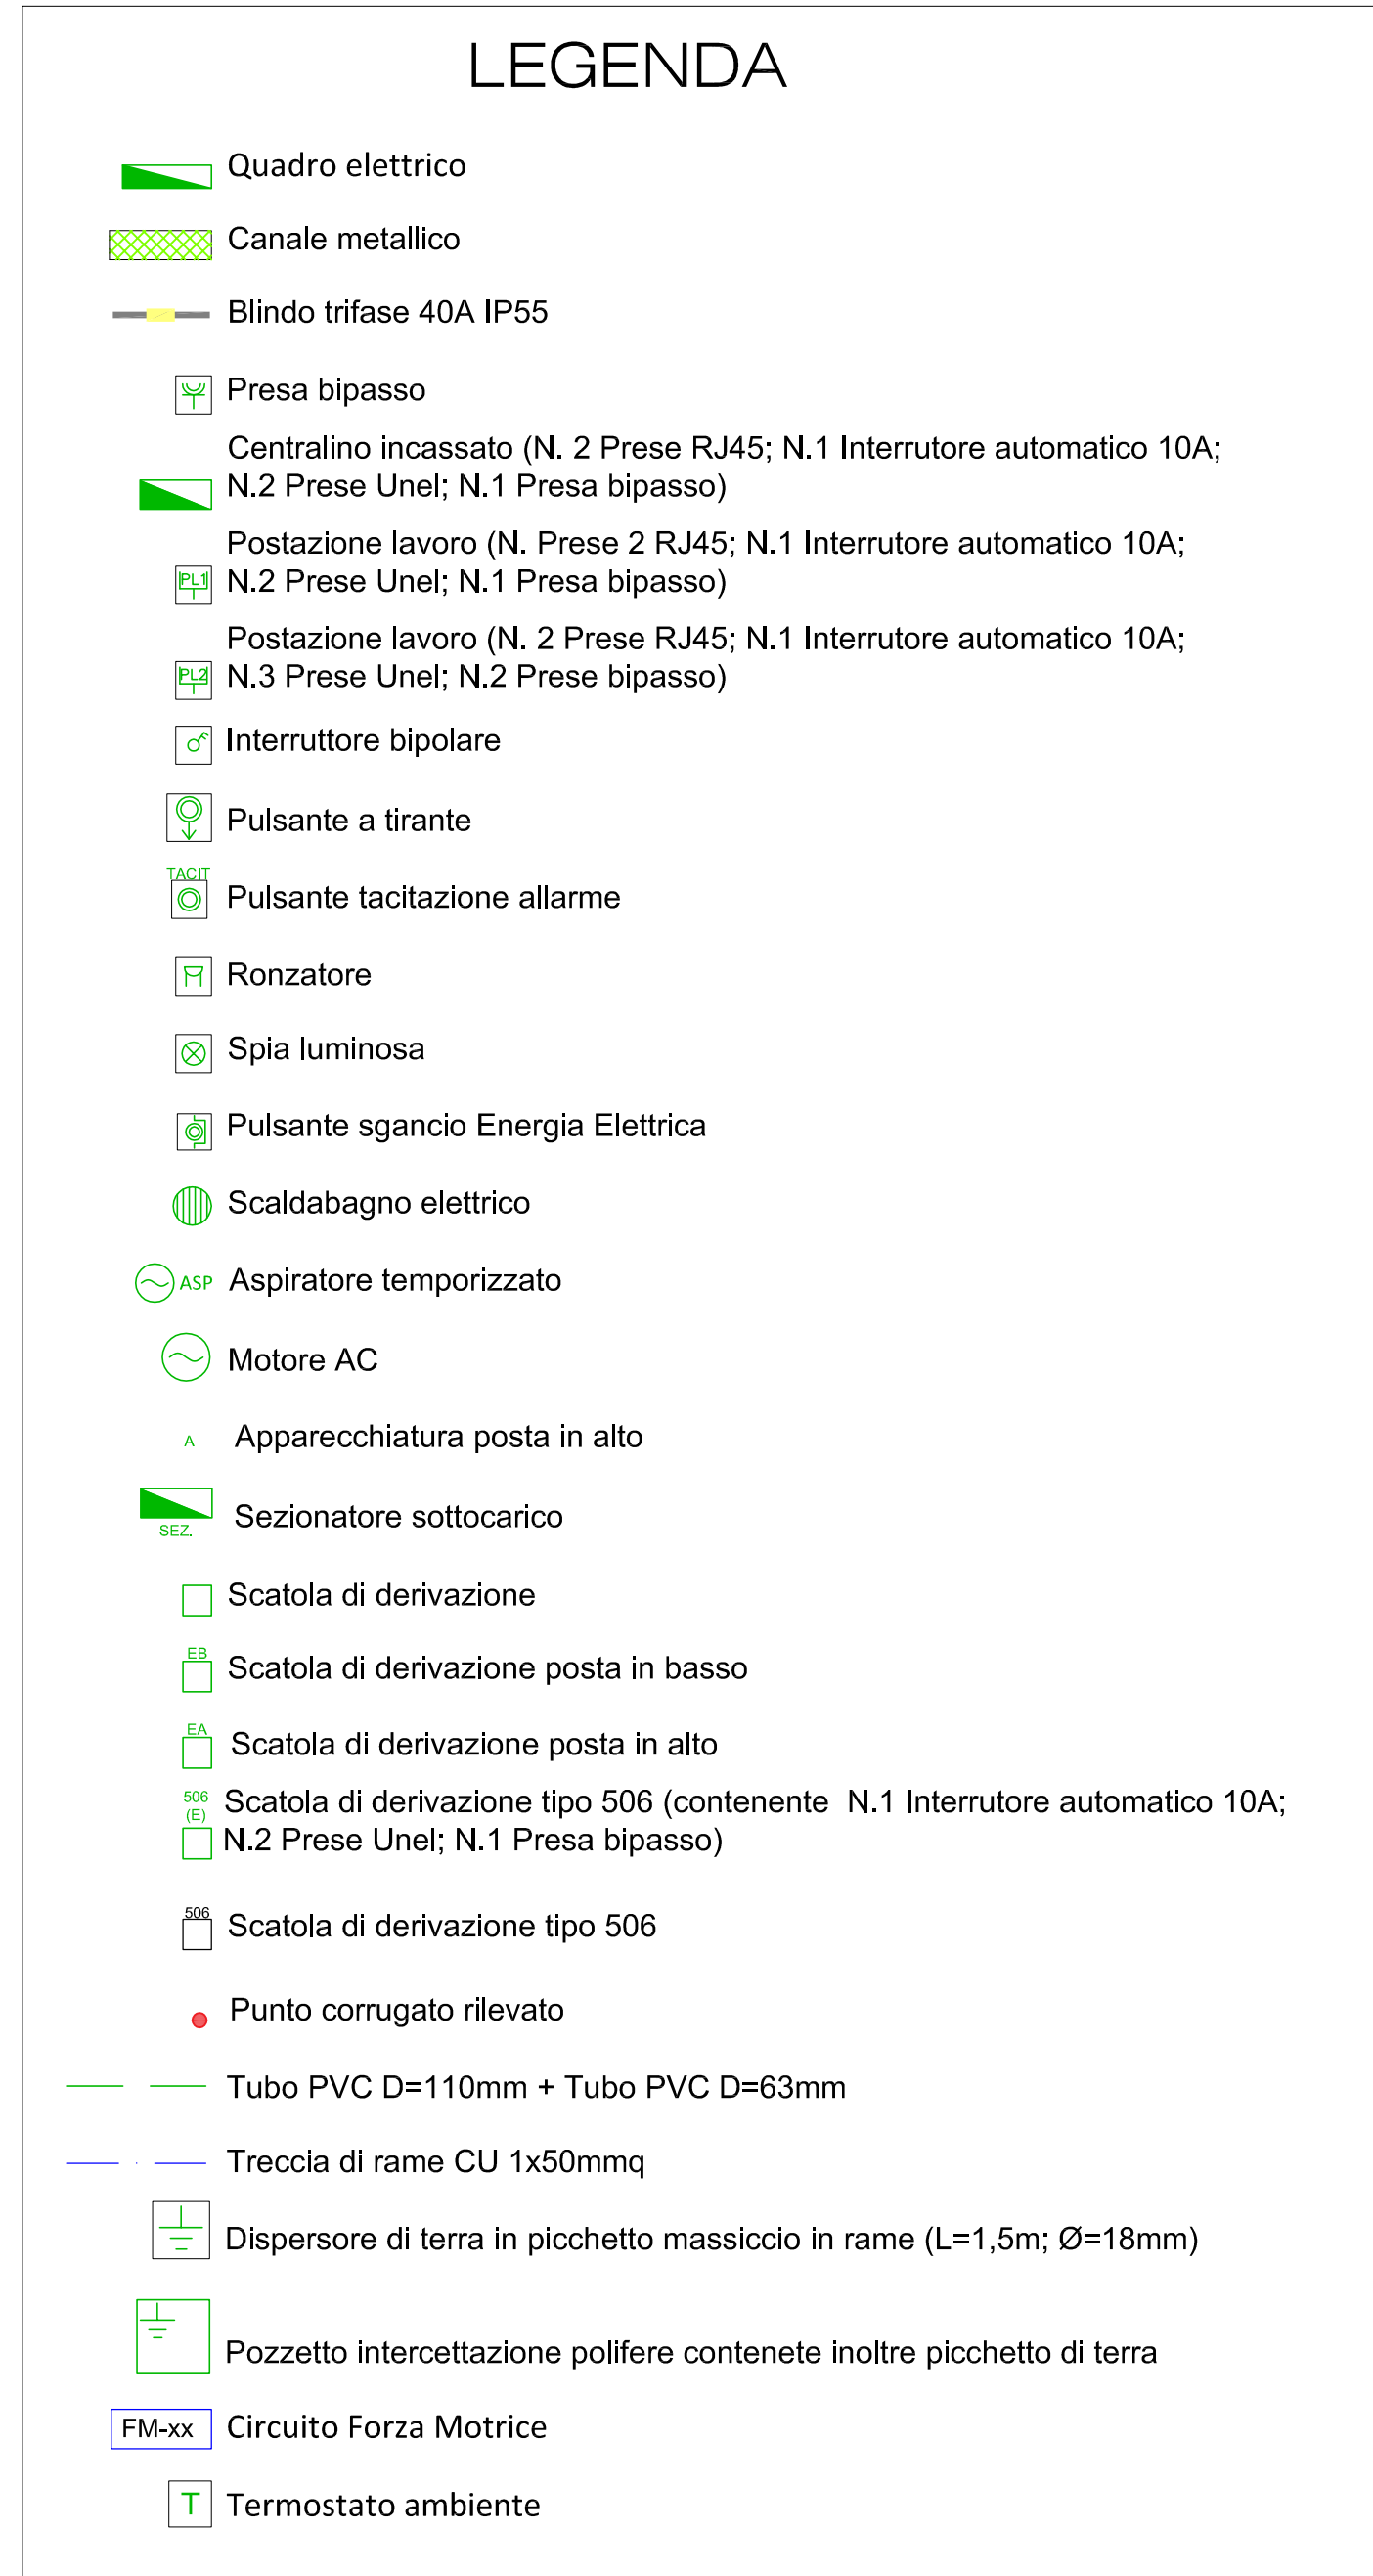 LEGENDA
Quadro elettrico
Canale metallico
Blindo trifase 40A IP55
Presa bipasso
Centralino incassato (N. 2 Prese RJ45; N.1 Interrutore automatico 10A;
N.2 Prese Unel; N.1 Presa bipasso)
Postazione lavoro (N. Prese 2 RJ45; N.1 Interrutore automatico 10A;
PL1 N.2 Prese Unel; N.1 Presa bipasso)
Postazione lavoro (N. 2 Prese RJ45; N.1 Interrutore automatico 10A;
PL2 N.3 Prese Unel; N.2 Prese bipasso)
Interruttore bipolare
Pulsante a tirante
TACIT
Pulsante tacitazione allarme
Ronzatore
Spia luminosa
Pulsante sgancio Energia Elettrica
Scaldabagno elettrico
ASP Aspiratore temporizzato
Motore AC
A Apparecchiatura posta in alto
Sezionatore sottocarico
SEZ.
Scatola di derivazione
EB
Scatola di derivazione posta in basso
EA
Scatola di derivazione posta in alto
506 Scatola di derivazione tipo 506 (contenente N.1 Interrutore automatico 10A;
(E)
N.2 Prese Unel; N.1 Presa bipasso)
506
Scatola di derivazione tipo 506
Punto corrugato rilevato
Tubo PVC D=110mm + Tubo PVC D=63mm
Treccia di rame CU 1x50mmq
Dispersore di terra in picchetto massiccio in rame (L=1,5m; Ø=18mm)
Pozzetto intercettazione polifere contenete inoltre picchetto di terra
FM-xx Circuito Forza Motrice
T Termostato ambiente